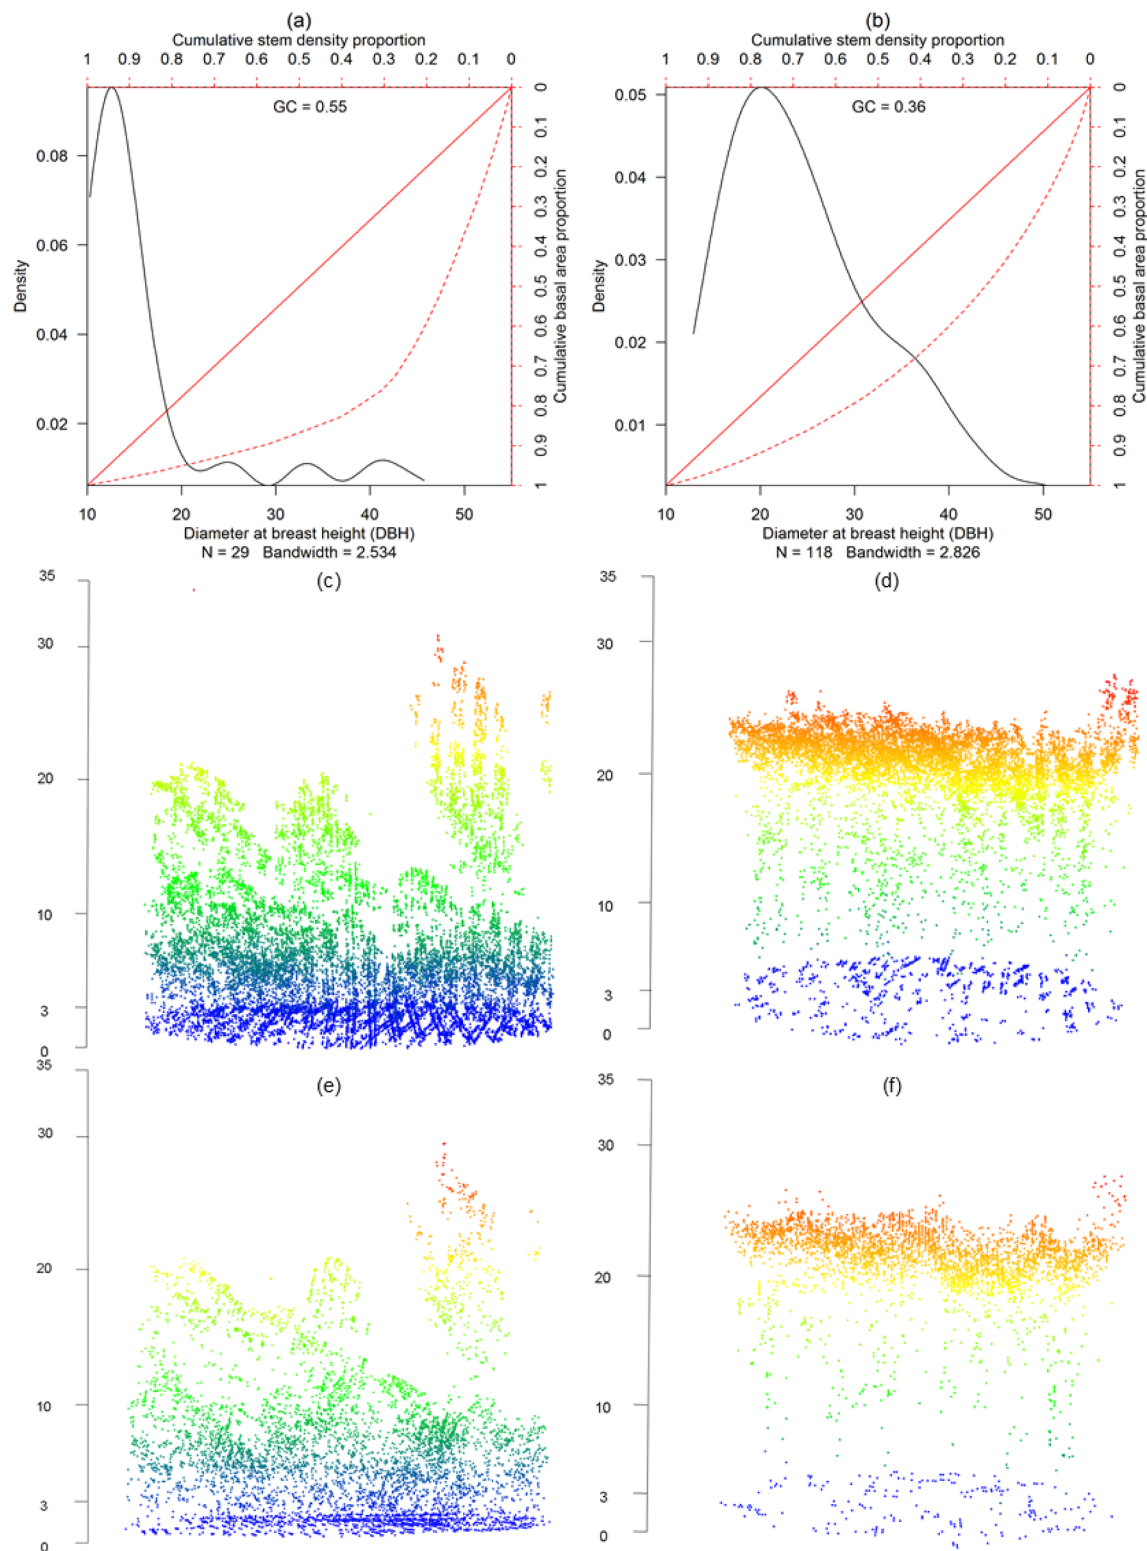 (a)
Cumulative stem density proportion
1 0.9 0.8 0.7 0.6 0.5 0.4 0.3 0.2 0.1 0
GC = 0.55
0.08
0.06
0.04
0.02
Density
0 0.1 0.2 0.3 0.4 0.5 0.6 0.7 0.8 0.9 1
Cumulative basal area proportion
10 20 30 40 50
Diameter at breast height (DBH)
N = 29 Bandwidth = 2.534
(b)
Cumulative stem density proportion
1 0.9 0.8 0.7 0.6 0.5 0.4 0.3 0.2 0.1 0
GC = 0.36
0.05
0.04
0.03
0.02
0.01
Density
0 0.1 0.2 0.3 0.4 0.5 0.6 0.7 0.8 0.9 1
Cumulative basal area proportion
10 20 30 40 50
Diameter at breast height (DBH)
N = 118 Bandwidth = 2.826
(c)
35
30
20
10
3
0
(d)
35
30
20
10
3
0
(e)
35
30
20
10
3
0
(f)
35
30
20
10
3
0